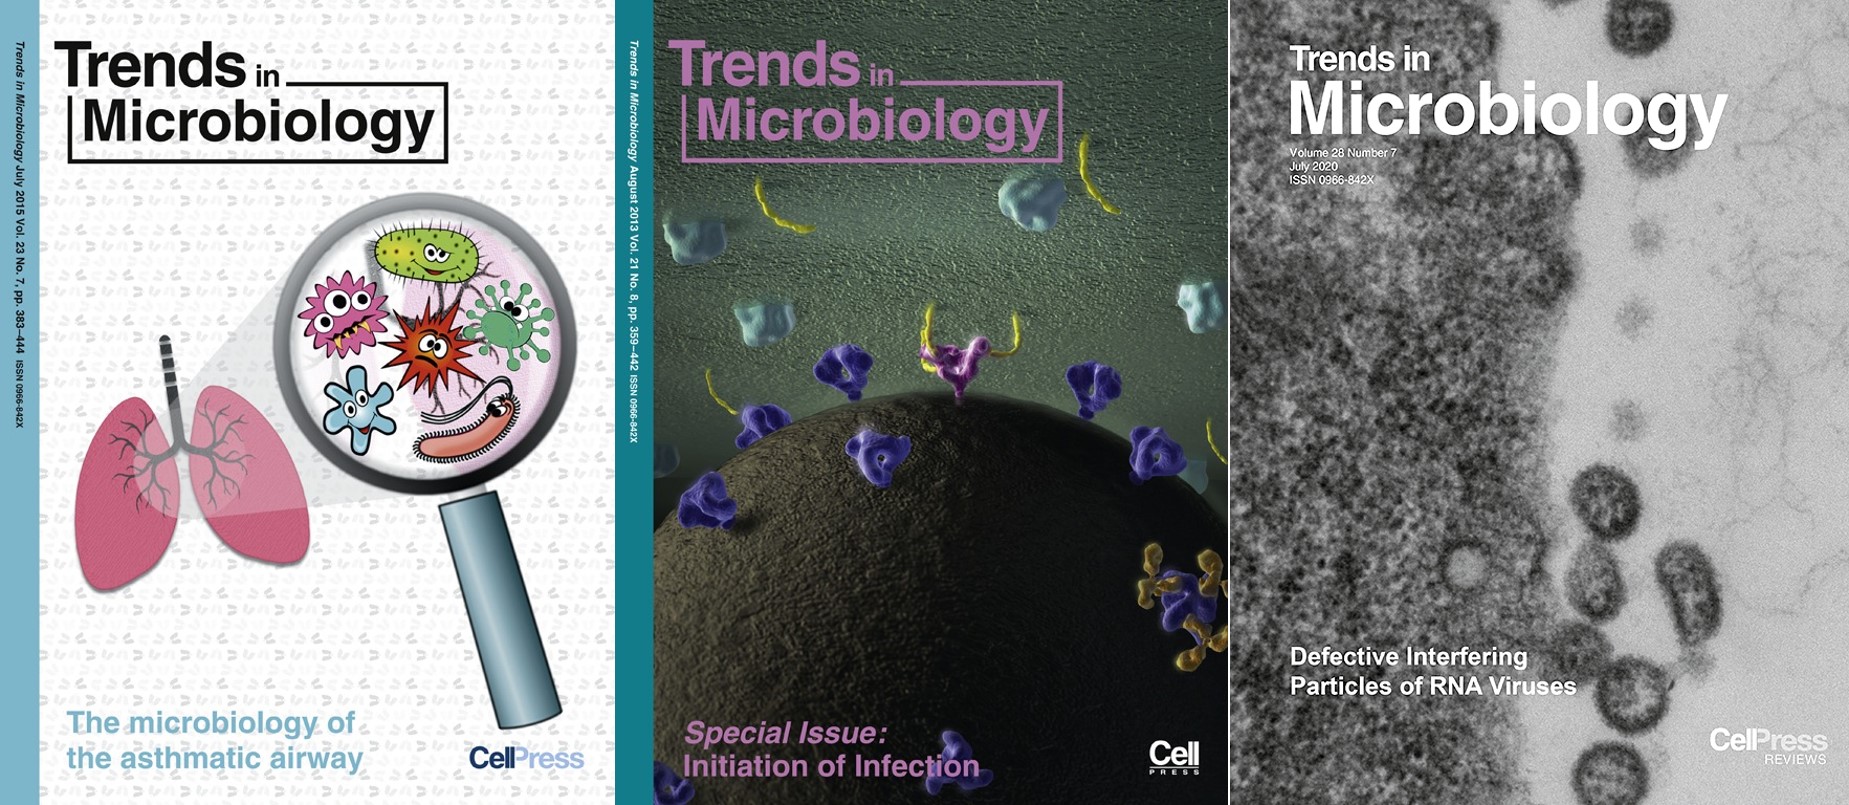 Trends in Microbiology July 2015 Vol. 23 No. 7, pp. 383–444 ISSN 0966-842X
Trends in
Microbiology
The microbiology of
the asthmatic airway
CellPress
Trends in Microbiology August 2013 Vol. 21 No. 8, pp. 359–442 ISSN 0966-842X
Trends in
Microbiology
Special Issue:
Initiation of Infection
Cell
PRESS
Trends in
Microbiology
Volume 28 Number 7
July 2020
ISSN 0966-842X
Defective Interfering
Particles of RNA Viruses
CellPress
REVIEWS